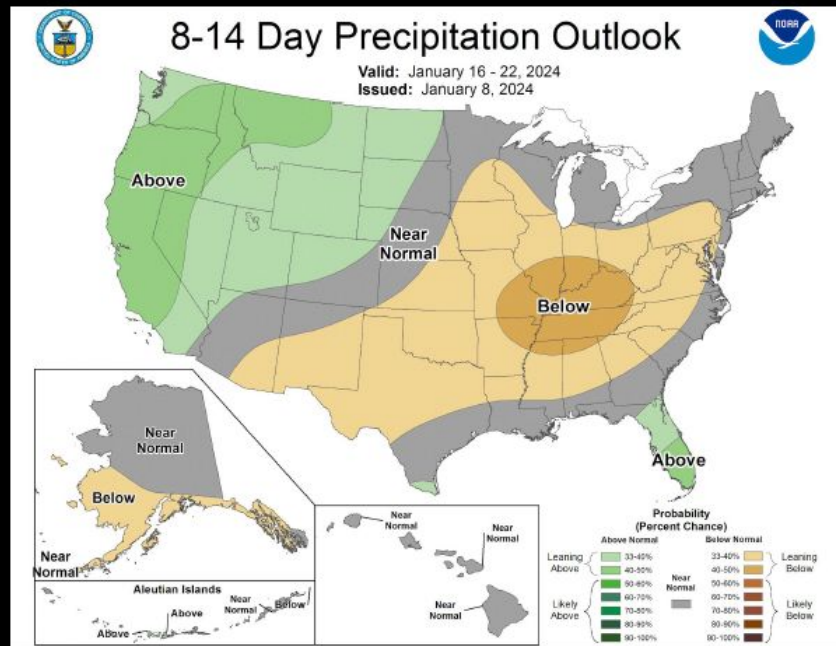 8-14 Day Precipitation Outlook
NOAA
Valid: January 16 - 22, 2024
Issued: January 8, 2024
Above
Near
Normal
Below
Above
Near
Normal
Below
Near
Normal
Aleutian Islands
Above
Above
Near
Normal
Below
Near
Normal
Near
Normal
Near
Normal
Probability
(Percent Chance)
Above Normal Below Normal
Leaning
Above
33-40%
40-50%
Likely
Above
50-60%
60-70%
70-80%
80-90%
90-100%
Near
Normal
33-40%
40-50%
Leaning
Below
50-60%
60-70%
70-80%
80-90%
90-100%
Likely
Below